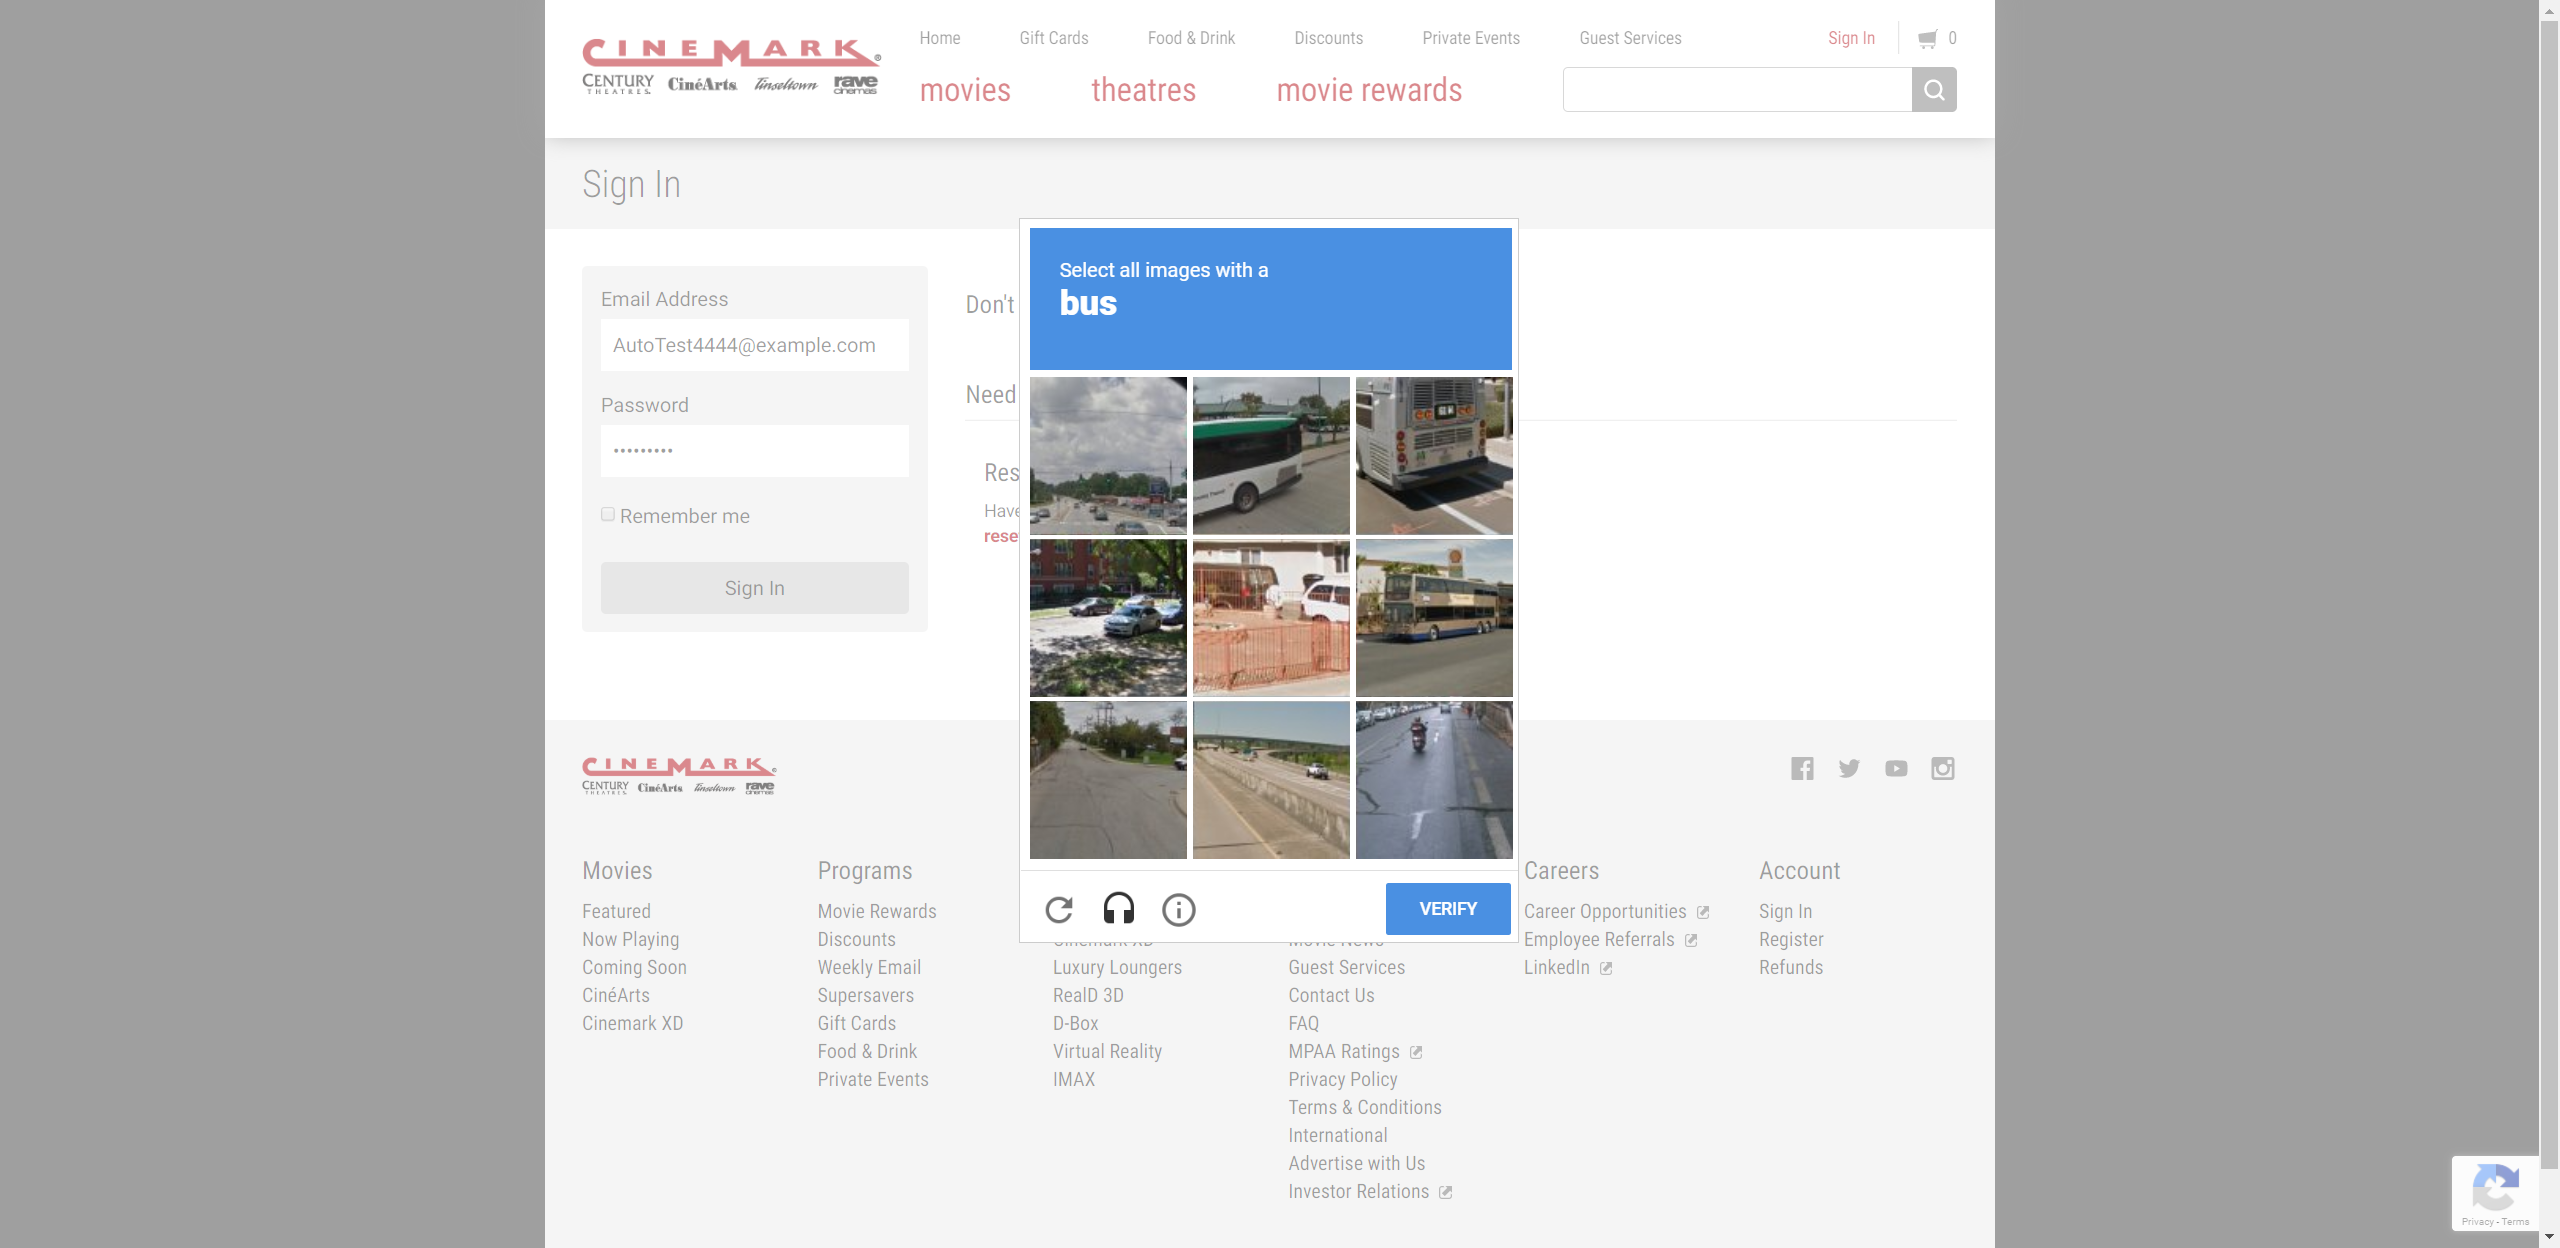 CINEMARK®
CENTURY THEATRES. CinéArts Tinseltown rave cinemas
Home Gift Cards Food & Drink Discounts Private Events Guest Services Sign In 0
movies theatres movie rewards
Sign In
Email Address
AutoTest4444@example.com
Password
Remember me
Sign In
Don't
Need
Res
Have
rese
Select all images with a
bus
VERIFY
CINEMARK®
CENTURY THEATRES. CinéArts Tinseltown rave cinemas
Movies
Featured
Now Playing
Coming Soon
CinéArts
Cinemark XD
Programs
Movie Rewards
Discounts
Weekly Email
Supersavers
Gift Cards
Food & Drink
Private Events
Cinemark XD
Luxury Loungers
RealD 3D
D-Box
Virtual Reality
IMAX
Movie News
Guest Services
Contact Us
FAQ
MPAA Ratings
Privacy Policy
Terms & Conditions
International
Advertise with Us
Investor Relations
Careers
Career Opportunities
Employee Referrals
LinkedIn
Account
Sign In
Register
Refunds
Privacy - Terms